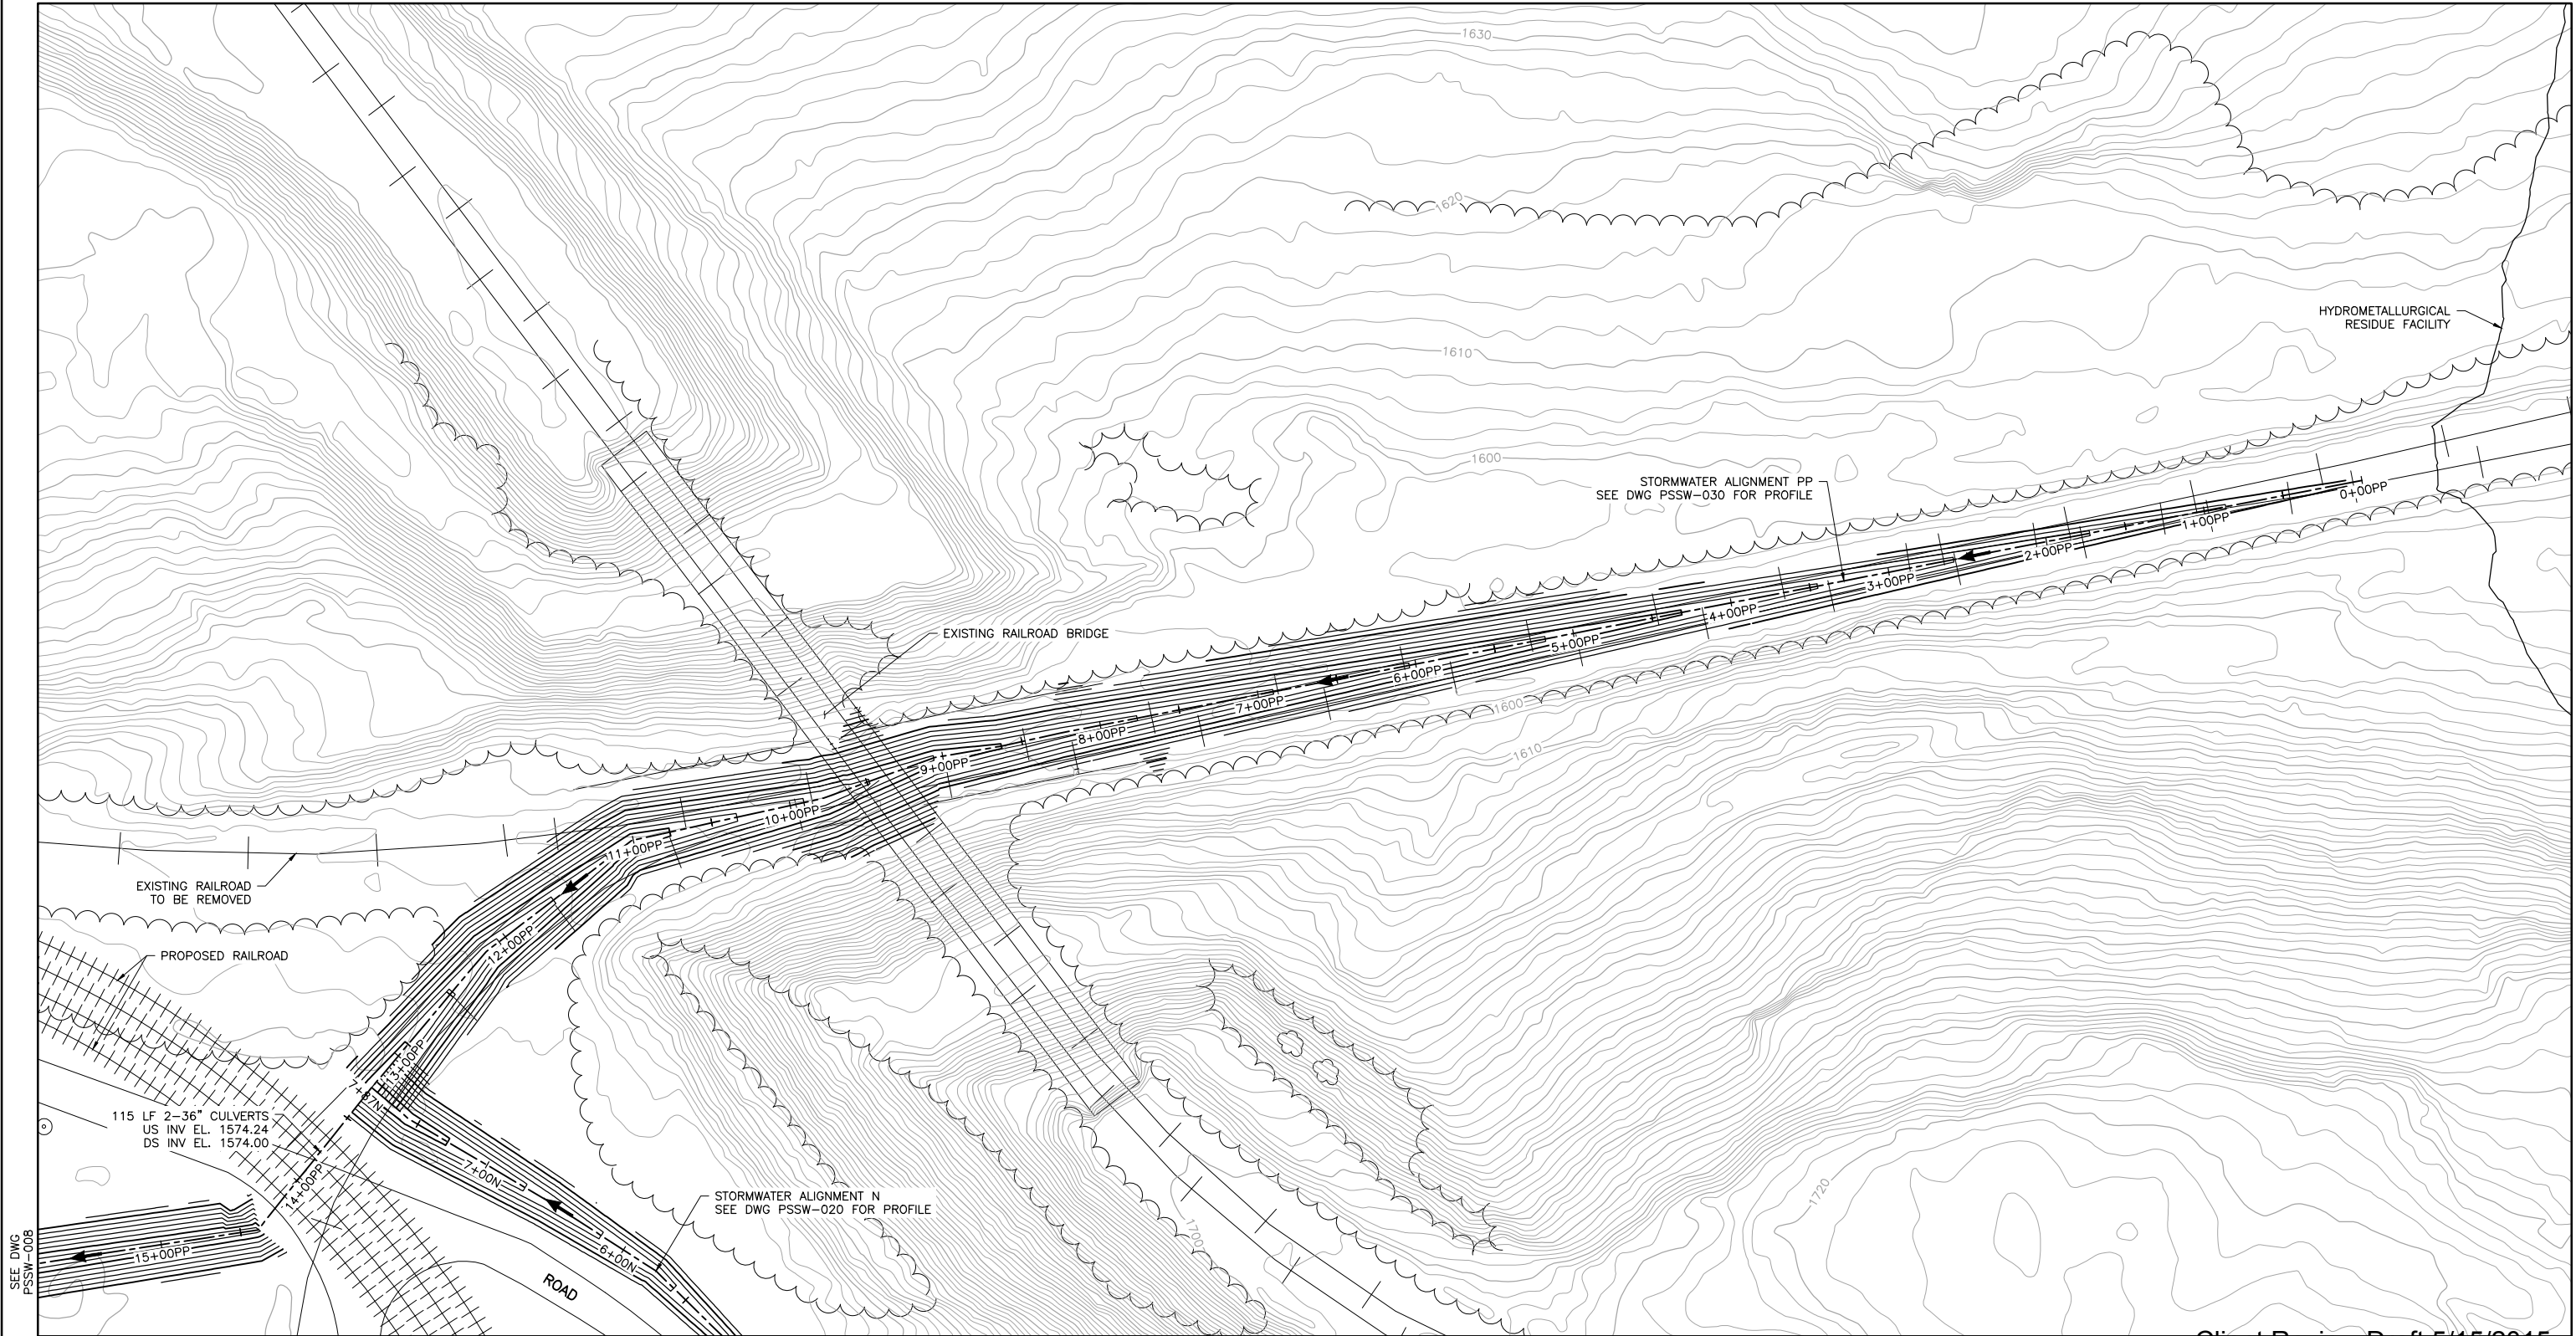 1630
1620
HYDROMETALLURGICAL
RESIDUE FACILITY
1610
1600
STORMWATER ALIGNMENT PP
SEE DWG PSSW-030 FOR PROFILE
0+00PP
1+00PP
2+00PP
3+00PP
4+00PP
5+00PP
6+00PP
7+00PP
8+00PP
9+00PP
10+00PP
11+00PP
12+00PP
13+00PP
14+00PP
15+00PP
EXISTING RAILROAD BRIDGE
1600
1610
EXISTING RAILROAD
TO BE REMOVED
PROPOSED RAILROAD
+87N
115 LF 2-36" CULVERTS
US INV EL. 1574.24
DS INV EL. 1574.00
7+00N
6+00N
STORMWATER ALIGNMENT N
SEE DWG PSSW-020 FOR PROFILE
ROAD
1700
1720
SEE DWG
PSSW-008